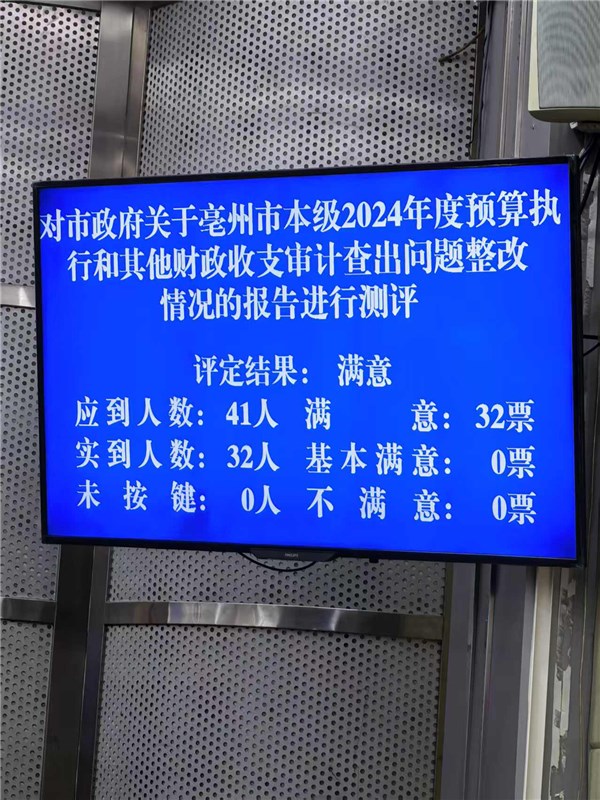 对市政府关于亳州市本级2024年度预算执
行和其他财政收支审计查出问题整改
情况的报告进行测评
评定结果： 满意
应到人数： 41人 满 意： 32票
实到人数： 32人 基本满意： 0票
未 按 键： 0人 不 满 意： 0票
PHILIPS